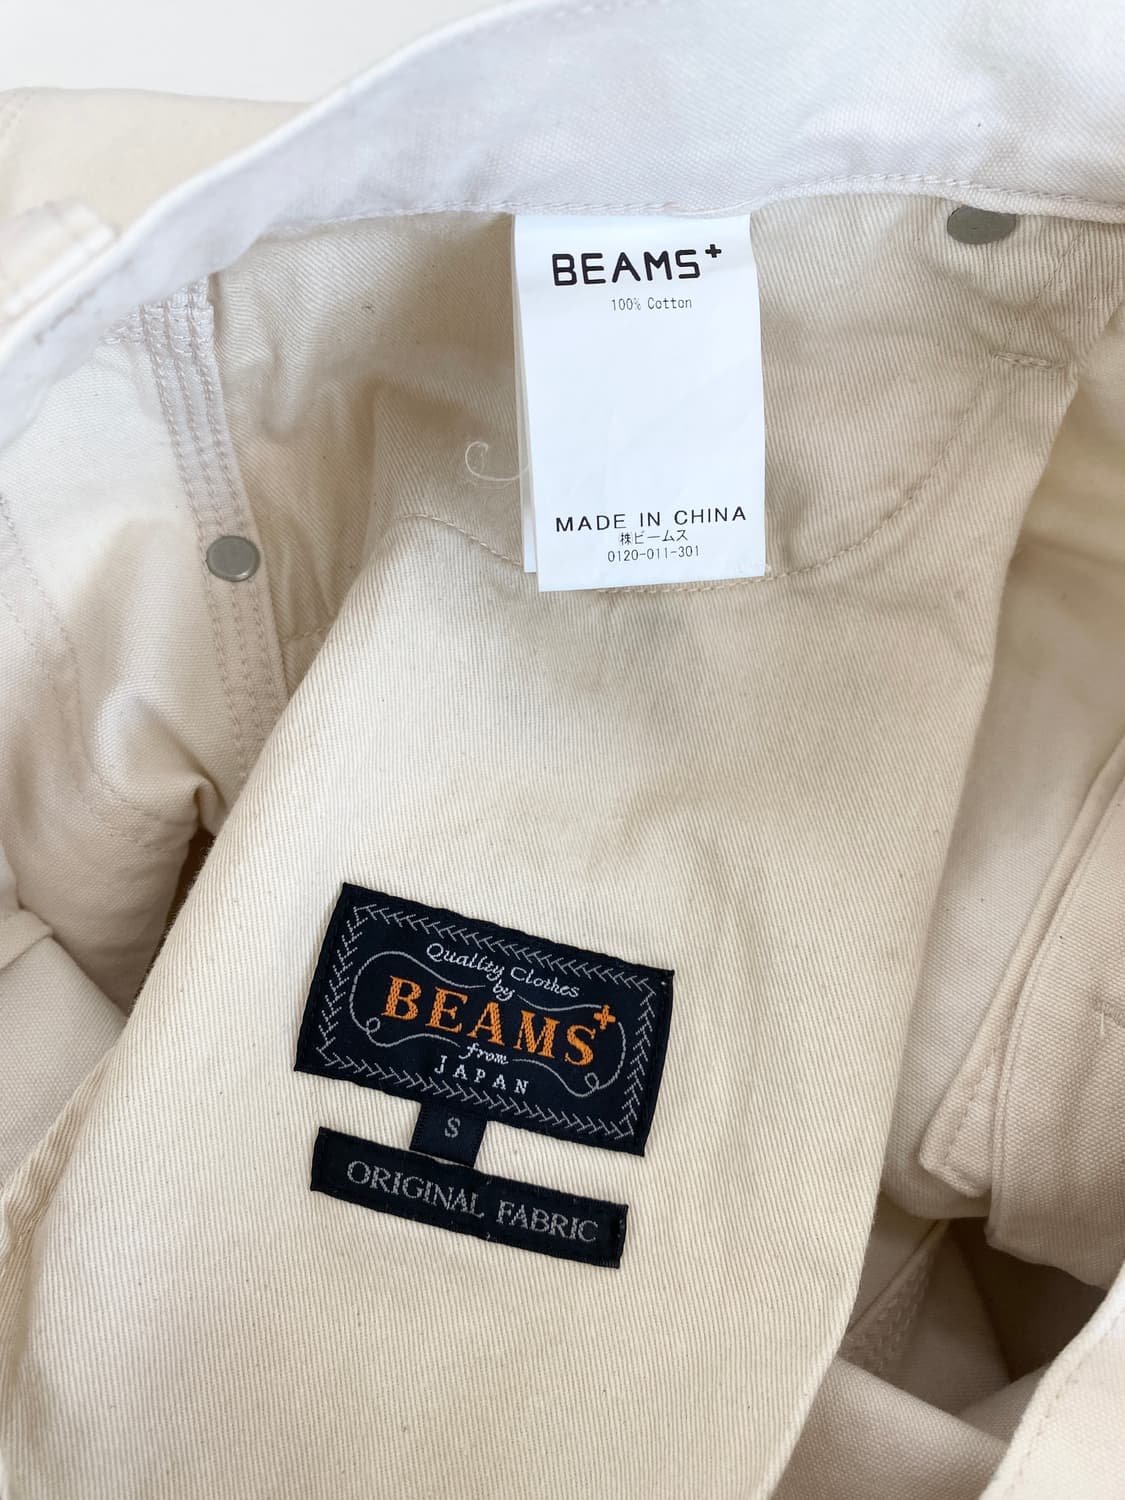 BEAMS+
100% Cotton
MADE IN CHINA
㈱ビームス
0120-011-301
Quality Clothes
by
BEAMS+
from
JAPAN
S
ORIGINAL FABRIC